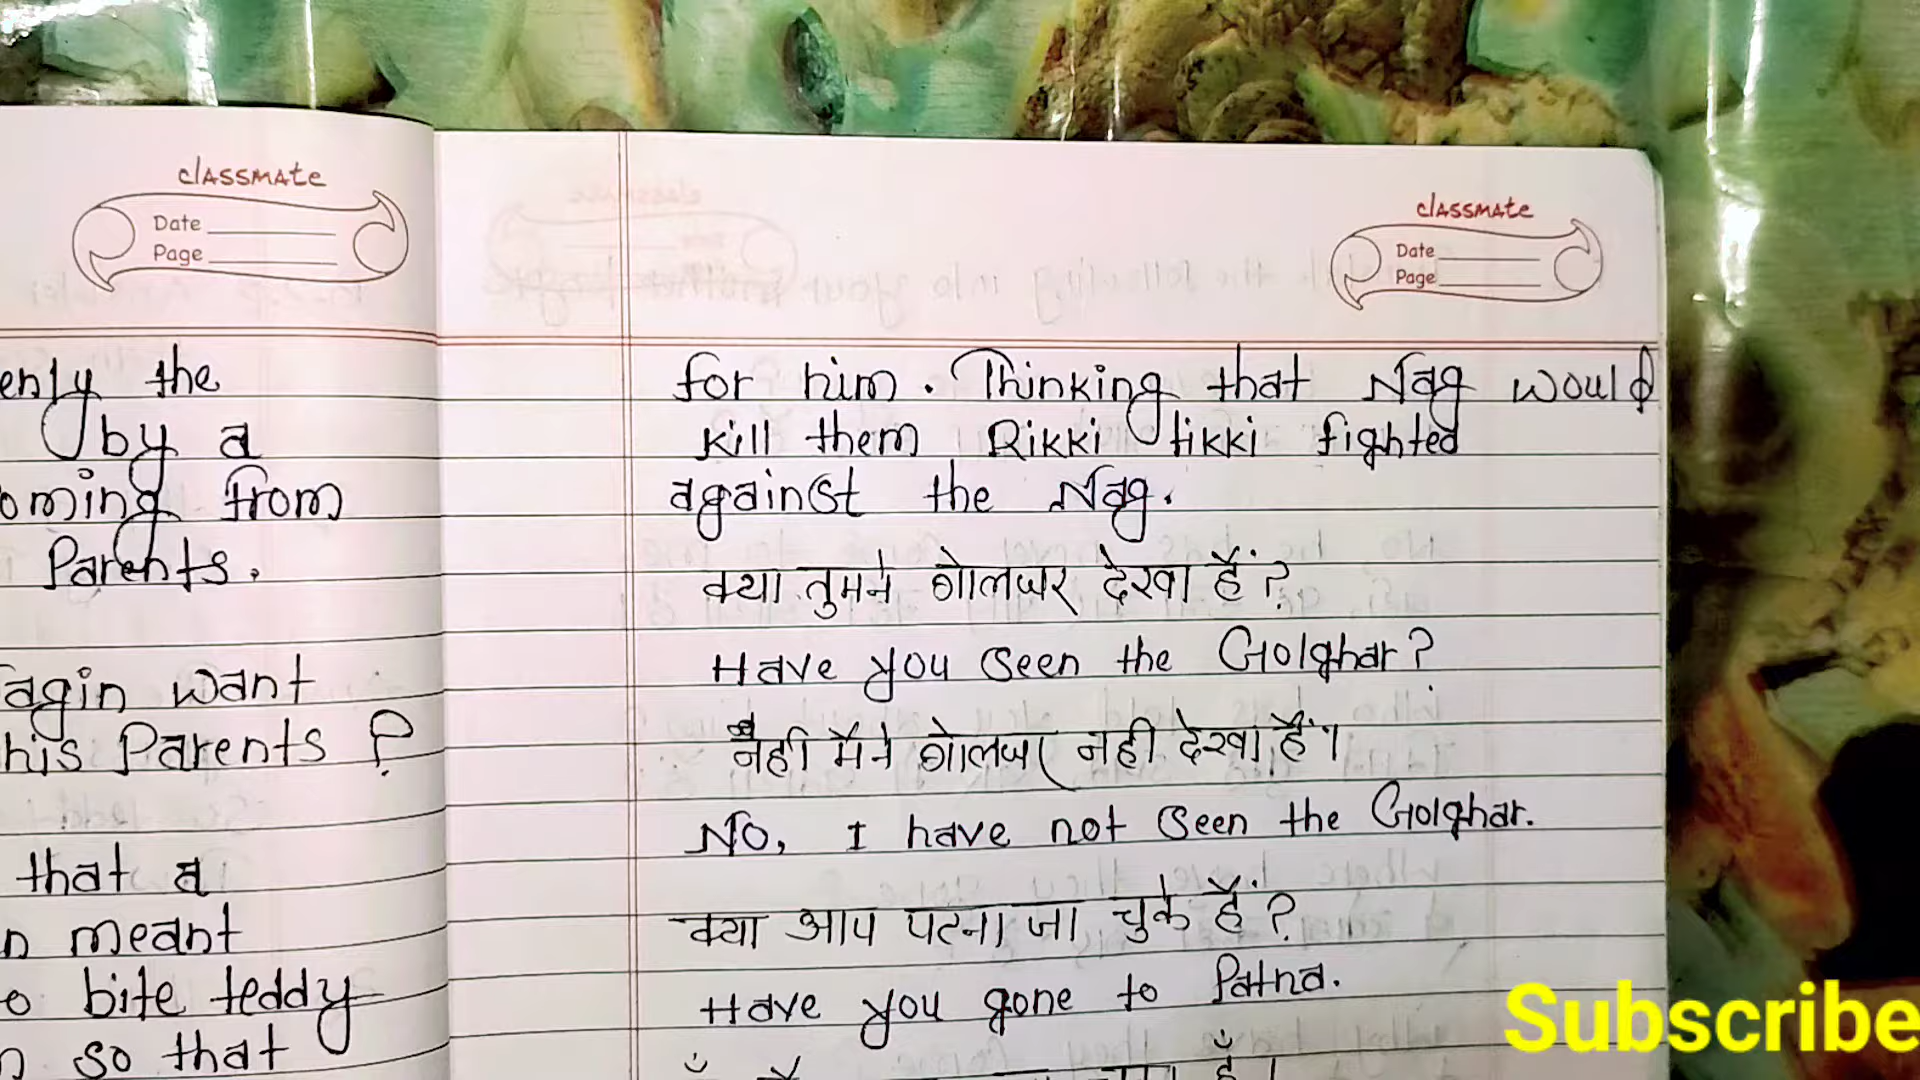 classmate
Date
Page
enly the
by a
oming from
Parents.
agin want
his Parents ?
that a
n meant
o bite teddy
n so that
classmate
Date
Page
for him. Thinking that Nag would
kill them Rikki tikki fighted
against the Nag.
क्या तुमने गोलघर देखा हैं ?
Have you seen the Golghar?
नही मैने गोलघर नही देखा हैं।
No, I have not seen the Golghar.
क्या आप पटना जा चुके हैं ?
Have you gone to Patna.
Subscribe